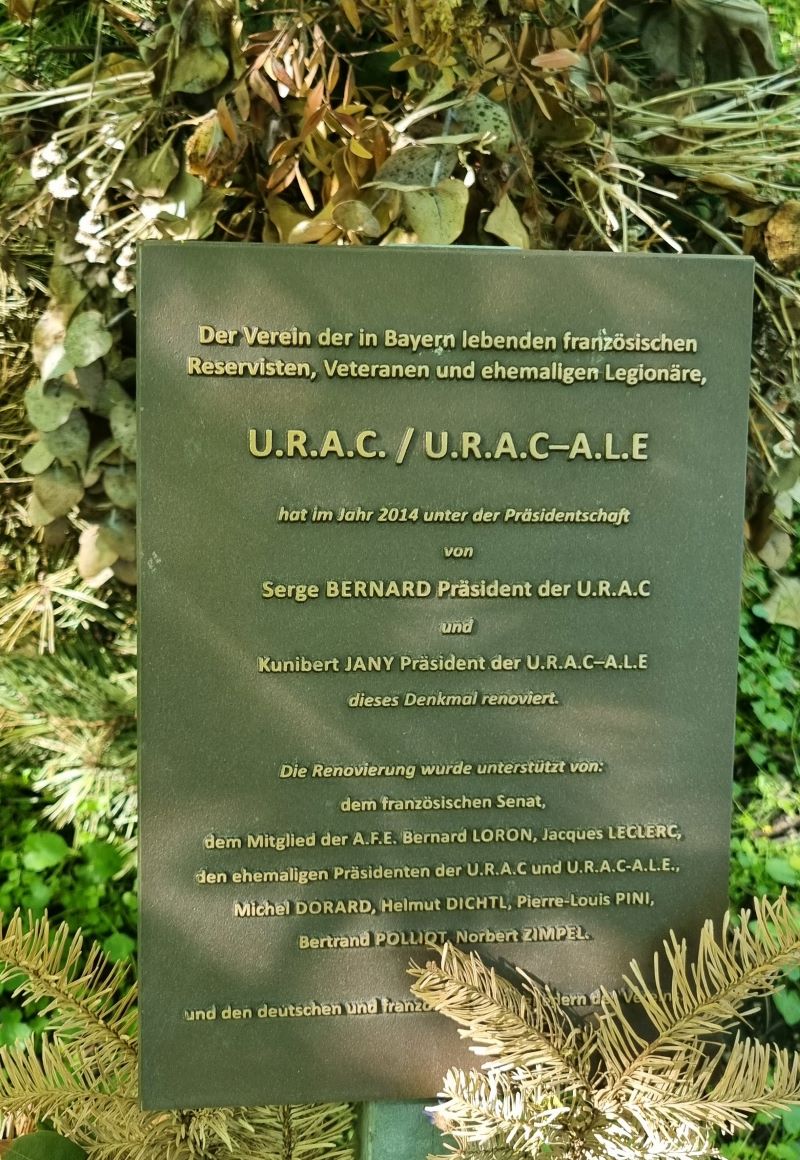 Der Verein der in Bayern lebenden französischen
Reservisten, Veteranen und ehemaligen Legionäre,
U.R.A.C. / U.R.A.C–A.L.E
hat im Jahr 2014 unter der Präsidentschaft
von
Serge BERNARD Präsident der U.R.A.C
und
Kunibert JANY Präsident der U.R.A.C–A.L.E
dieses Denkmal renoviert.
Die Renovierung wurde unterstützt von:
dem französischen Senat,
dem Mitglied der A.F.E. Bernard LORON, Jacques LECLERC,
den ehemaligen Präsidenten der U.R.A.C und U.R.A.C-A.L.E.,
Michel DORARD, Helmut DICHTL, Pierre-Louis PINI,
Bertrand POLLIOT, Norbert ZIMPEL.
und den deutschen und